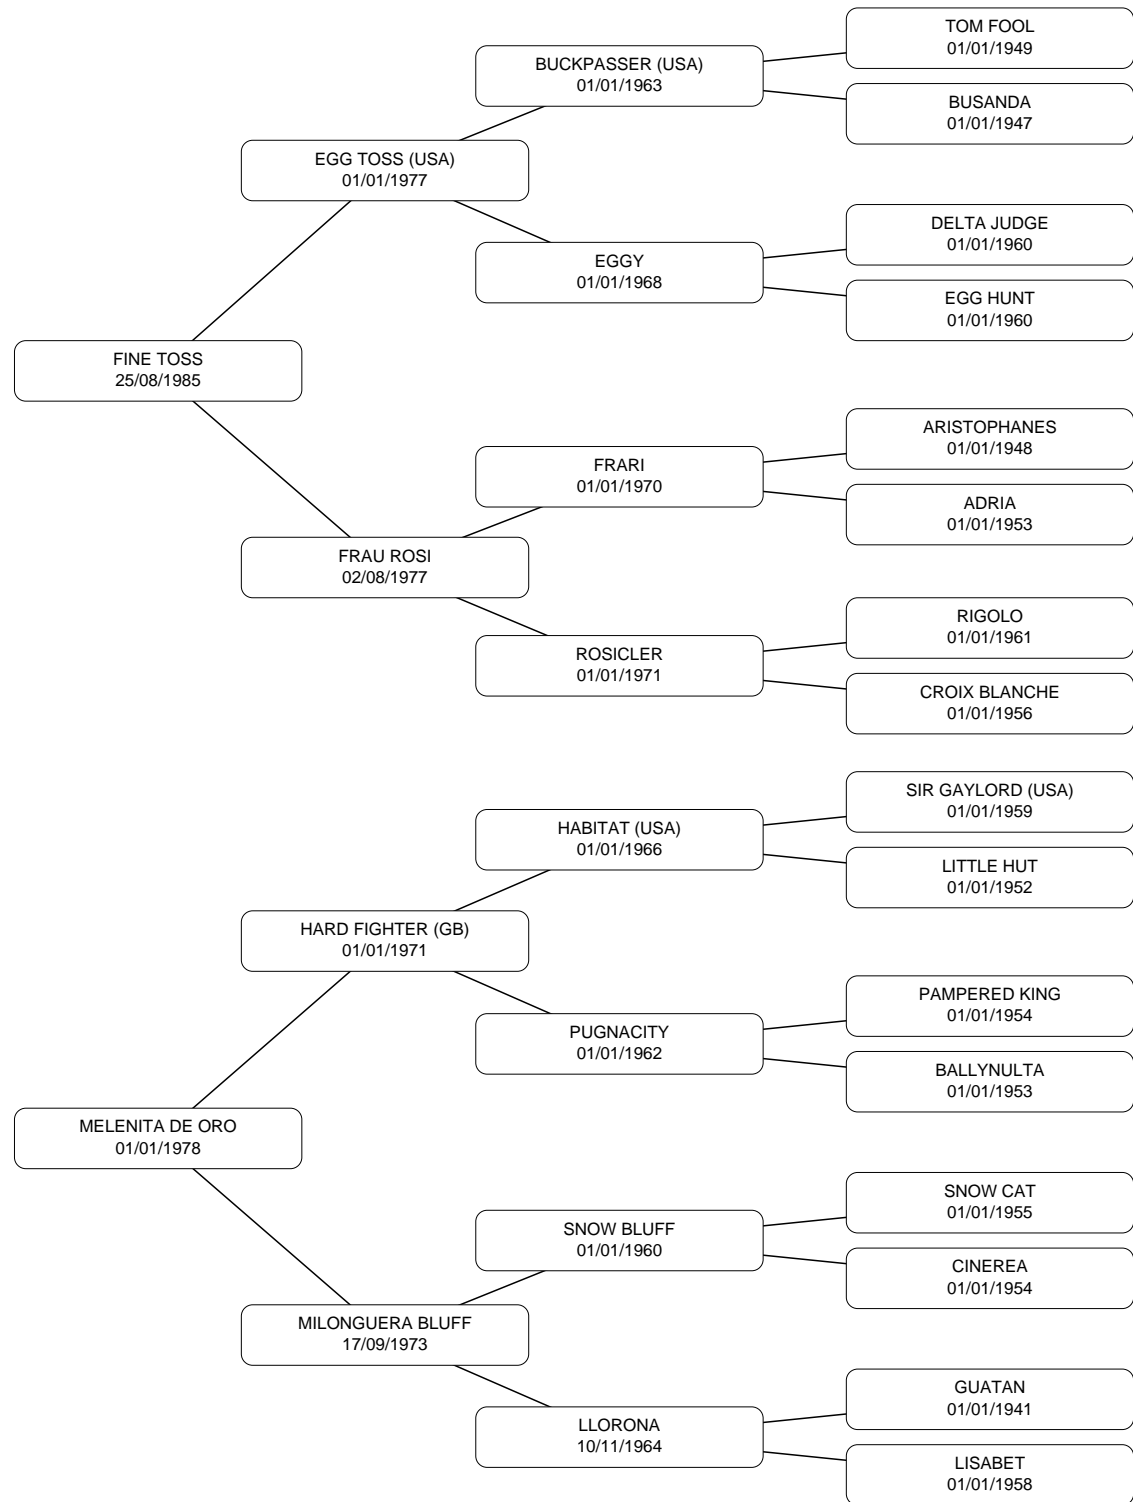 TOM FOOL
01/01/1949
BUCKPASSER (USA)
01/01/1963
BUSANDA
01/01/1947
EGG TOSS (USA)
01/01/1977
DELTA JUDGE
01/01/1960
EGGY
01/01/1968
EGG HUNT
01/01/1960
FINE TOSS
25/08/1985
ARISTOPHANES
01/01/1948
FRARI
01/01/1970
ADRIA
01/01/1953
FRAU ROSI
02/08/1977
RIGOLO
01/01/1961
ROSICLER
01/01/1971
CROIX BLANCHE
01/01/1956
SIR GAYLORD (USA)
01/01/1959
HABITAT (USA)
01/01/1966
LITTLE HUT
01/01/1952
HARD FIGHTER (GB)
01/01/1971
PAMPERED KING
01/01/1954
PUGNACITY
01/01/1962
BALLYNULTA
01/01/1953
MELENITA DE ORO
01/01/1978
SNOW CAT
01/01/1955
SNOW BLUFF
01/01/1960
CINEREA
01/01/1954
MILONGUERA BLUFF
17/09/1973
GUATAN
01/01/1941
LLORONA
10/11/1964
LISABET
01/01/1958